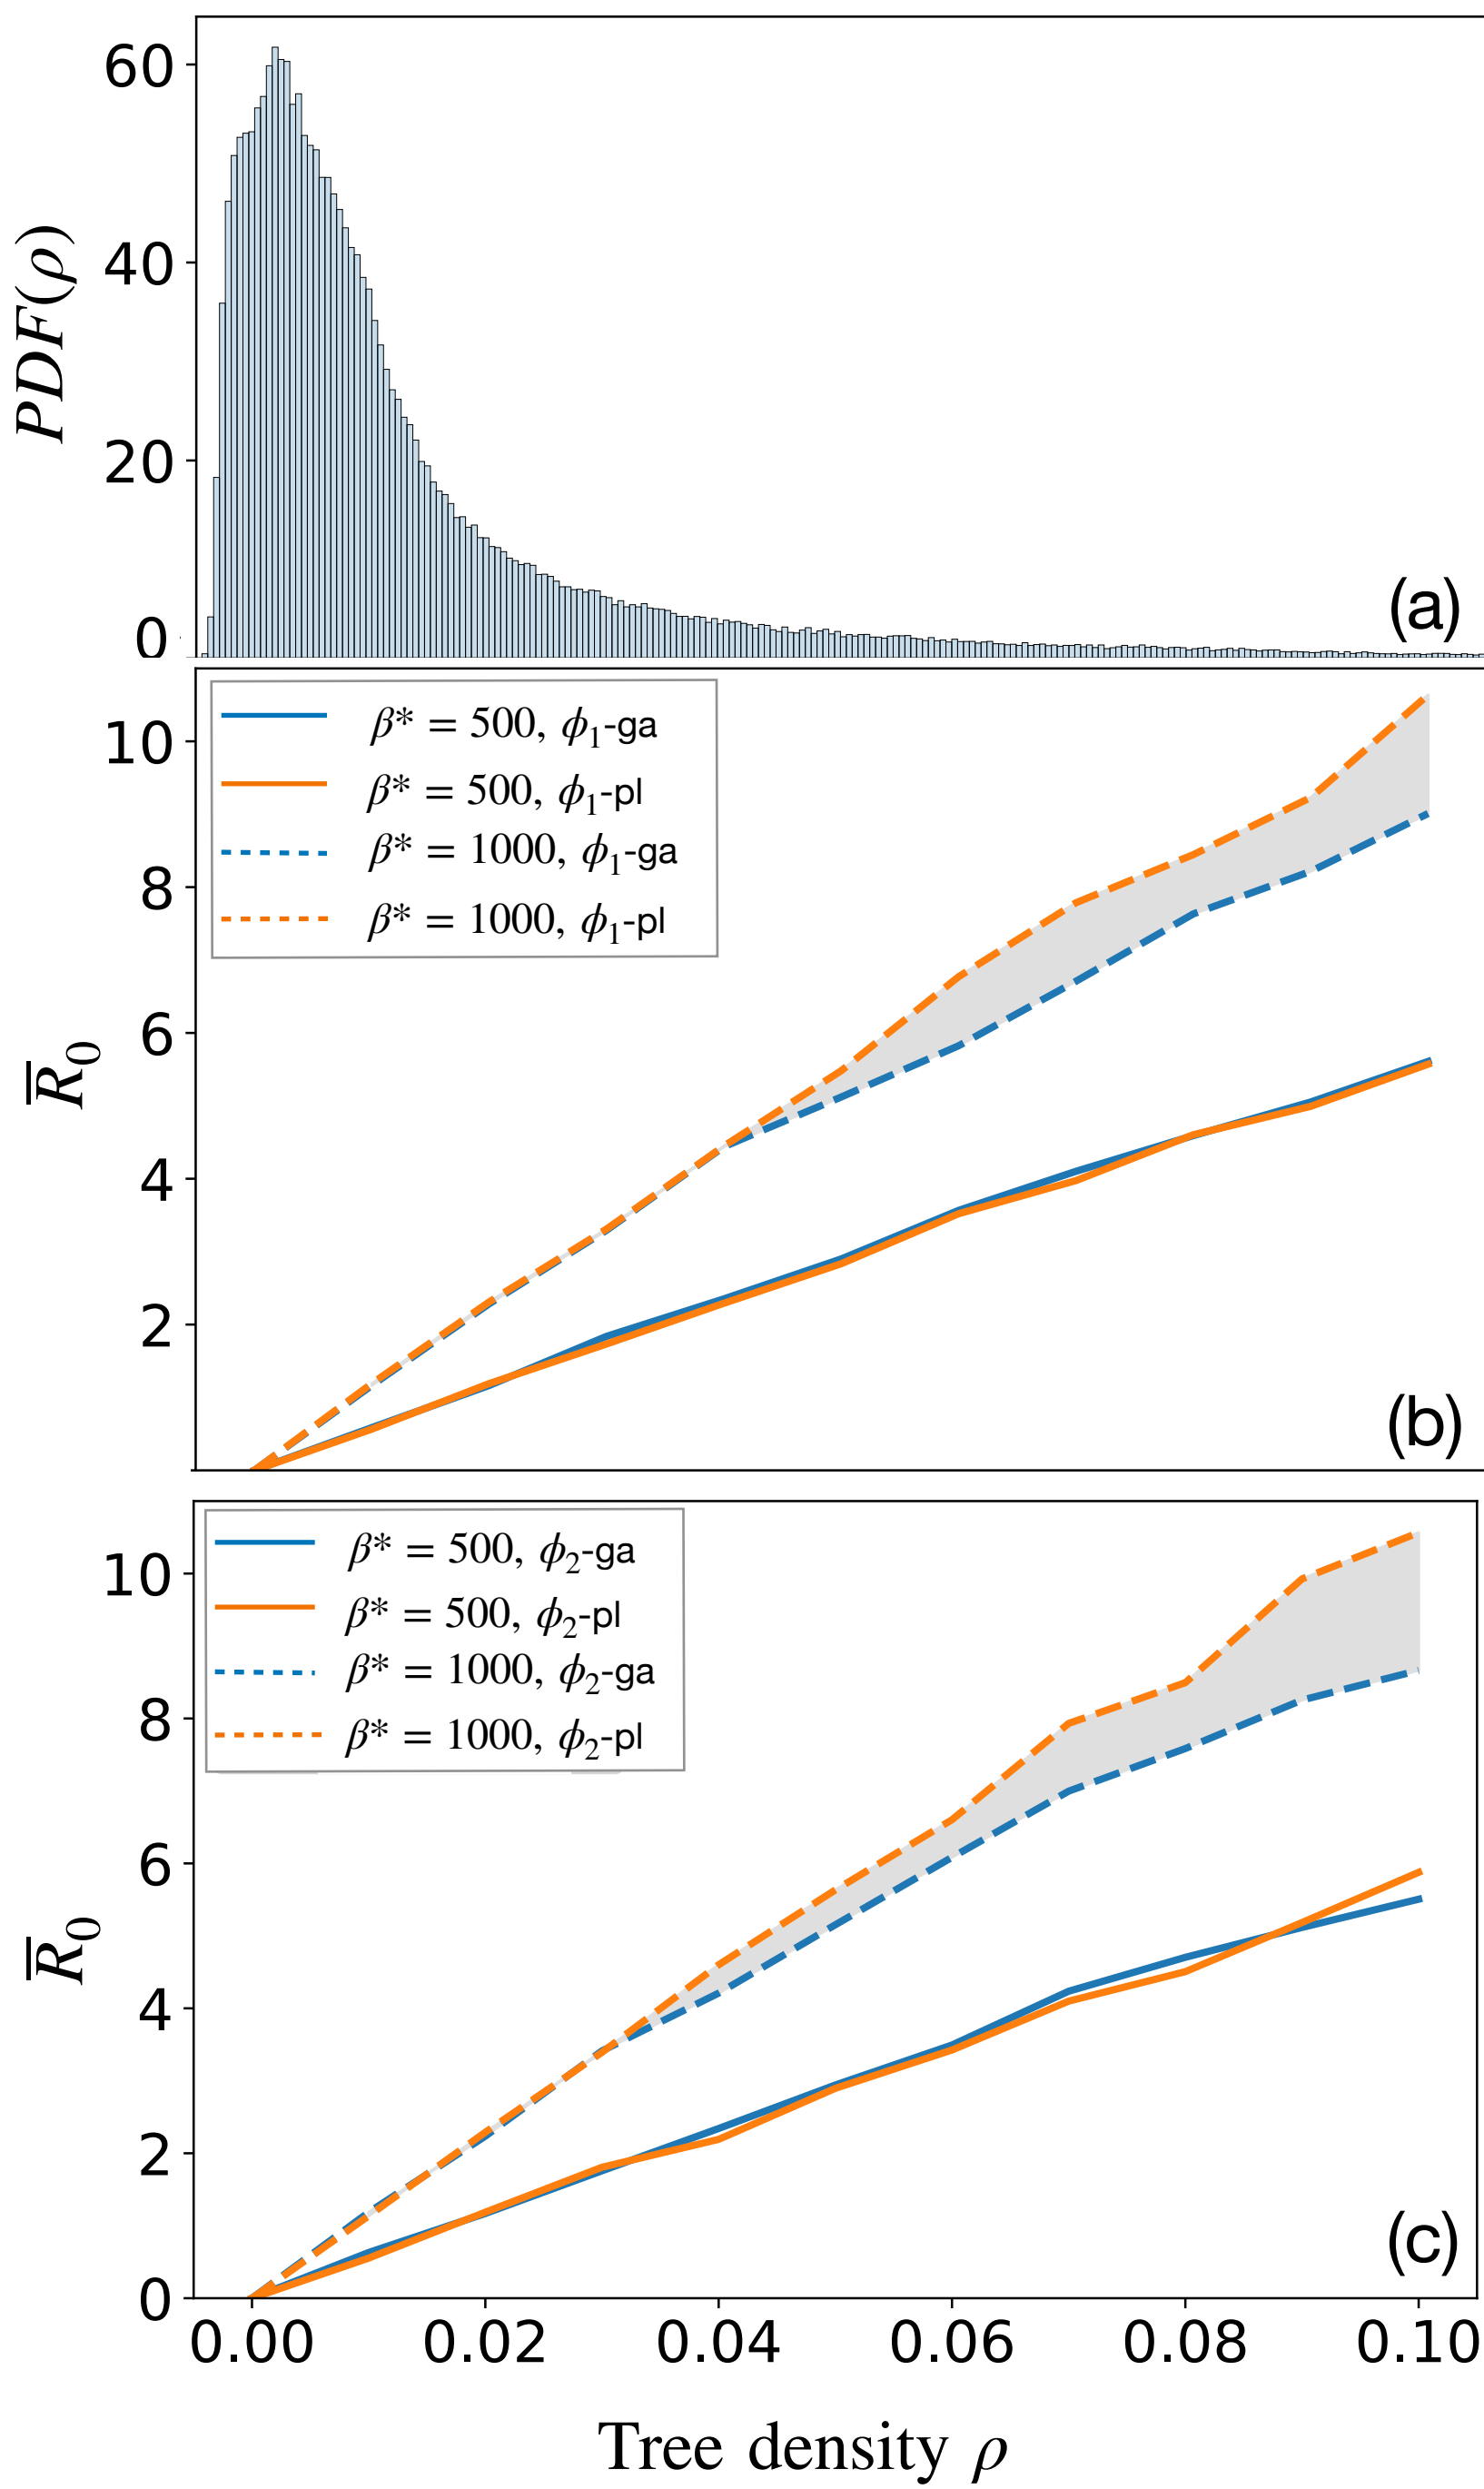 60
40
20
0
PDF(ρ)
(a)
β* = 500, ϕ₁-ga
β* = 500, ϕ₁-pl
β* = 1000, ϕ₁-ga
β* = 1000, ϕ₁-pl
10
8
6
4
2
R̅₀
(b)
β* = 500, ϕ₂-ga
β* = 500, ϕ₂-pl
β* = 1000, ϕ₂-ga
β* = 1000, ϕ₂-pl
10
8
6
4
2
0
R̅₀
(c)
0.00 0.02 0.04 0.06 0.08 0.10
Tree density ρ